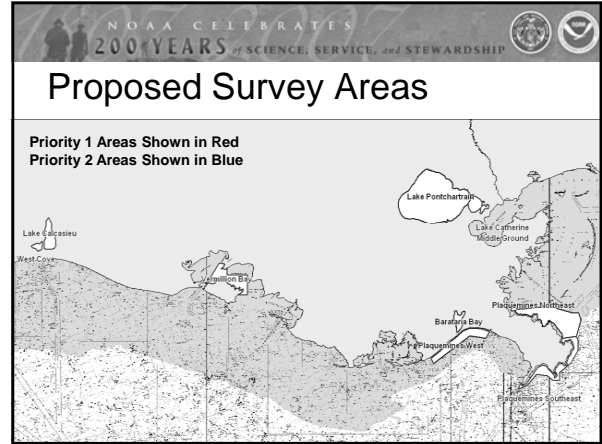 NOAA CELEBRATES
200 YEARS of SCIENCE, SERVICE, and STEWARDSHIP
Proposed Survey Areas
Priority 1 Areas Shown in Red
Priority 2 Areas Shown in Blue
Lake Pontchartrain
Lake Calcasieu
Lake Catherine
Middle Ground
West Cove
Vermillion Bay
Plaquemines Northeast
Barataria Bay
Plaquemines West
Plaquemines Southeast